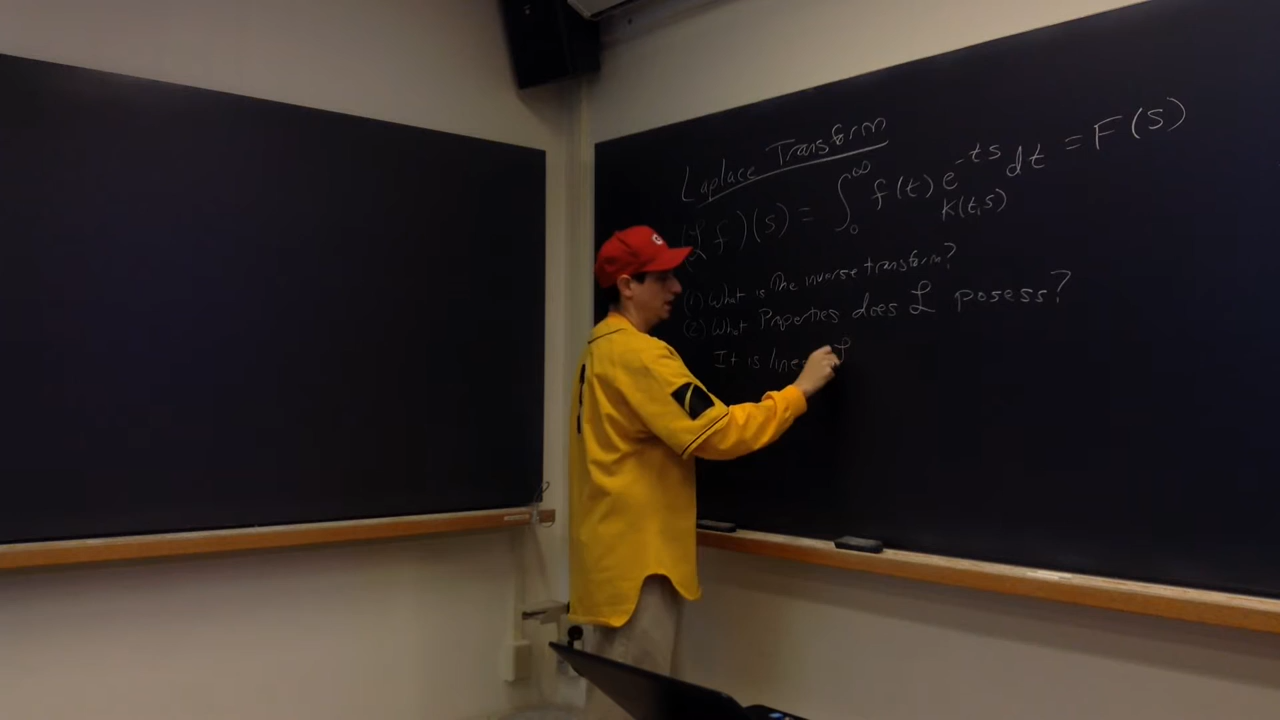 Laplace Transform
(ℒf)(s) = ∫₀^∞ f(t) e^{-ts} dt = F(s)
K(t,s)
(1) What is the inverse transform?
(2) What Properties does ℒ posess?
It is line ℒ